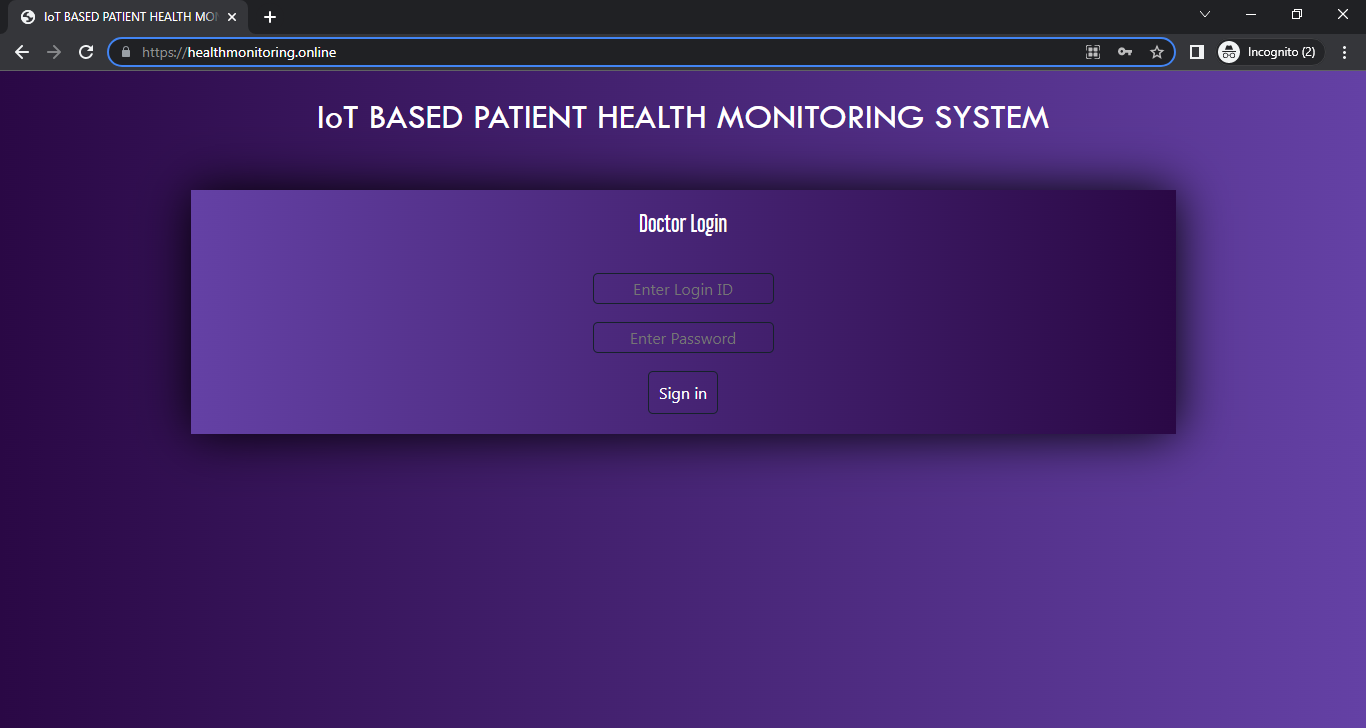 IoT BASED PATIENT HEALTH MO
https://healthmonitoring.online
Incognito (2)
IoT BASED PATIENT HEALTH MONITORING SYSTEM
Doctor Login
Enter Login ID
Enter Password
Sign in